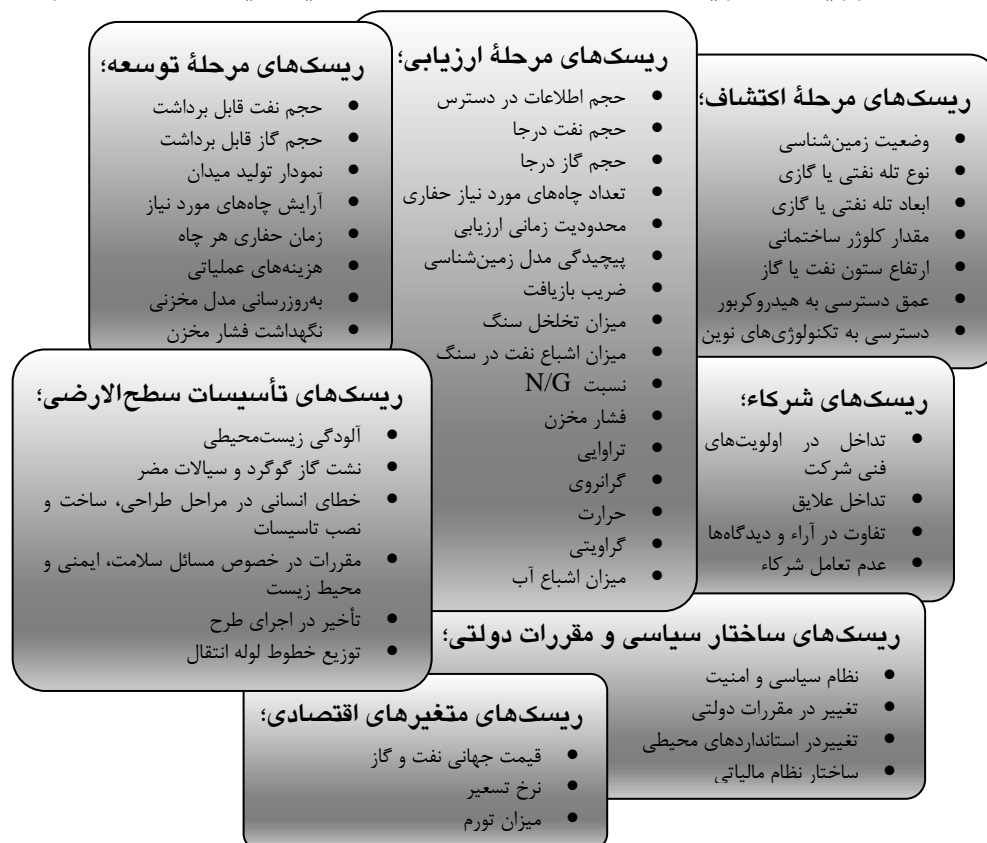 ریسک‌های مرحلهٔ اکتشاف؛
• وضعیت زمین‌شناسی
• نوع تله نفتی یا گازی
• ابعاد تله نفتی یا گازی
• مقدار کلوژر ساختمانی
• ارتفاع ستون نفت یا گاز
• عمق دسترسی به هیدروکربور
• دسترسی به تکنولوژی‌های نوین
ریسک‌های مرحلهٔ ارزیابی؛
• حجم اطلاعات در دسترس
• حجم نفت درجا
• حجم گاز درجا
• تعداد چاه‌های مورد نیاز حفاری
• محدودیت زمانی ارزیابی
• پیچیدگی مدل زمین‌شناسی
• ضریب بازیافت
• میزان تخلخل سنگ
• میزان اشباع نفت در سنگ
• نسبت N/G
• فشار مخزن
• تراوایی
• گرانروی
• حرارت
• گراویتی
• میزان اشباع آب
ریسک‌های مرحلهٔ توسعه؛
• حجم نفت قابل برداشت
• حجم گاز قابل برداشت
• نمودار تولید میدان
• آرایش چاه‌های مورد نیاز
• زمان حفاری هر چاه
• هزینه‌های عملیاتی
• به‌روزرسانی مدل مخزنی
• نگهداشت فشار مخزن
ریسک‌های شرکاء؛
• تداخل در اولویت‌های
فنی شرکت
• تداخل علایق
• تفاوت در آراء و دیدگاه‌ها
• عدم تعامل شرکاء
ریسک‌های تأسیسات سطح‌الارضی؛
• آلودگی زیست‌محیطی
• نشت گاز گوگرد و سیالات مضر
• خطای انسانی در مراحل طراحی، ساخت و
نصب تاسیسات
• مقررات در خصوص مسائل سلامت، ایمنی و
محیط زیست
• تأخیر در اجرای طرح
• توزیع خطوط لوله انتقال
ریسک‌های ساختار سیاسی و مقررات دولتی؛
• نظام سیاسی و امنیت
• تغییر در مقررات دولتی
• تغییردر استانداردهای محیطی
• ساختار نظام مالیاتی
ریسک‌های متغیرهای اقتصادی؛
• قیمت جهانی نفت و گاز
• نرخ تسعیر
• میزان تورم